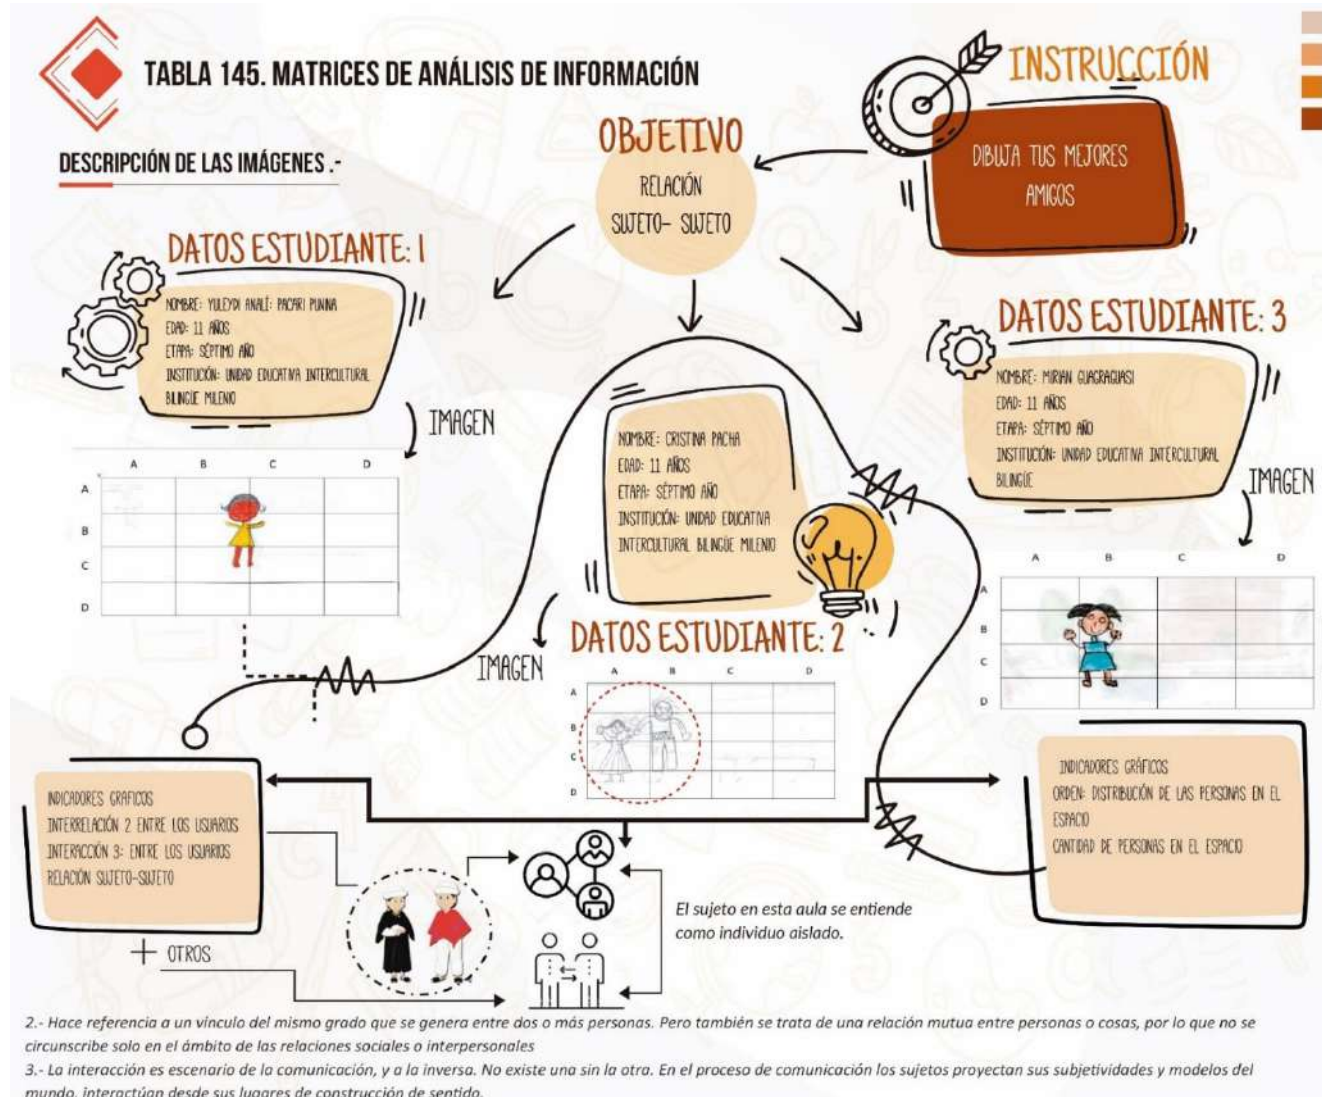 TABLA 145. MATRICES DE ANÁLISIS DE INFORMACIÓN
DESCRIPCIÓN DE LAS IMÁGENES .-
INSTRUCCIÓN
DIBUJA TUS MEJORES
AMIGOS
OBJETIVO
RELACIÓN
SUJETO- SUJETO
DATOS ESTUDIANTE: 1
NOMBRE: YULEYDI ANALÍ: PACARI PUNINA
EDAD: 11 AÑOS
ETAPA: SÉPTIMO AÑO
INSTITUCIÓN: UNIDAD EDUCATIVA INTERCULTURAL
BILINGÜE MILENIO
IMAGEN
A B C D
A
B
C
D
NOMBRE: CRISTINA PACHA
EDAD: 11 AÑOS
ETAPA: SÉPTIMO AÑO
INSTITUCIÓN: UNIDAD EDUCATIVA
INTERCULTURAL BILINGÜE MILENIO
DATOS ESTUDIANTE: 2
IMAGEN
A B C D
A
B
C
D
DATOS ESTUDIANTE: 3
NOMBRE: MIRIAN GUAGRAGUASI
EDAD: 11 AÑOS
ETAPA: SÉPTIMO AÑO
INSTITUCIÓN: UNIDAD EDUCATIVA INTERCULTURAL
BILINGÜE
IMAGEN
A B C D
A
B
C
D
INDICADORES GRAFICOS
INTERRELACIÓN 2 ENTRE LOS USUARIOS
INTERACCIÓN 3: ENTRE LOS USUARIOS
RELACIÓN SUJETO-SUJETO
+ OTROS
El sujeto en esta aula se entiende
como individuo aislado.
INDICADORES GRÁFICOS
ORDEN: DISTRIBUCIÓN DE LAS PERSONAS EN EL
ESPACIO
CANTIDAD DE PERSONAS EN EL ESPACIO
2.- Hace referencia a un vínculo del mismo grado que se genera entre dos o más personas. Pero también se trata de una relación mutua entre personas o cosas, por lo que no se
circunscribe solo en el ámbito de las relaciones sociales o interpersonales
3.- La interacción es escenario de la comunicación, y a la inversa. No existe una sin la otra. En el proceso de comunicación los sujetos proyectan sus subjetividades y modelos del
mundo, interactúan desde sus lugares de construcción de sentido.